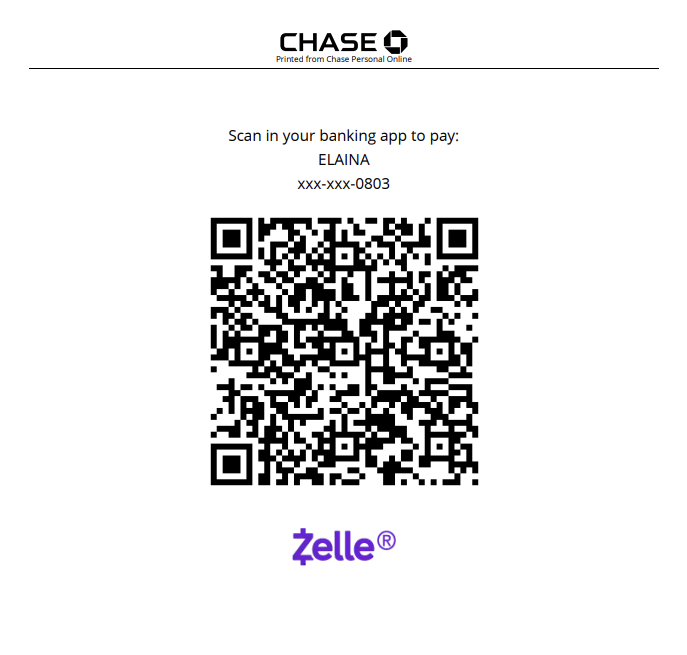 CHASE
Printed from Chase Personal Online
Scan in your banking app to pay:
ELAINA
xxx-xxx-0803
Zelle®